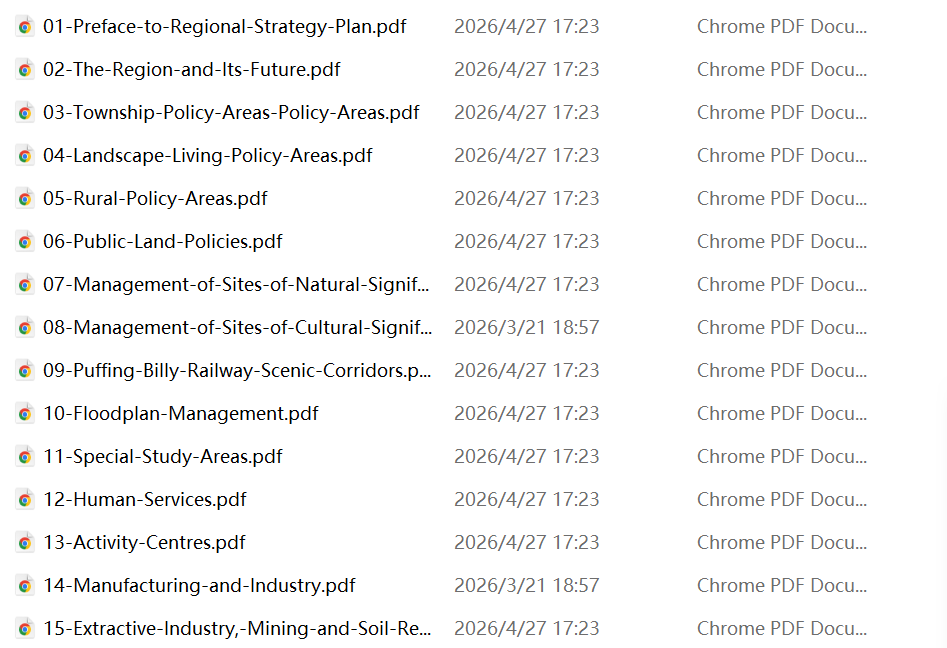 01-Preface-to-Regional-Strategy-Plan.pdf 2026/4/27 17:23 Chrome PDF Docu...
02-The-Region-and-Its-Future.pdf 2026/4/27 17:23 Chrome PDF Docu...
03-Township-Policy-Areas-Policy-Areas.pdf 2026/4/27 17:23 Chrome PDF Docu...
04-Landscape-Living-Policy-Areas.pdf 2026/4/27 17:23 Chrome PDF Docu...
05-Rural-Policy-Areas.pdf 2026/4/27 17:23 Chrome PDF Docu...
06-Public-Land-Policies.pdf 2026/4/27 17:23 Chrome PDF Docu...
07-Management-of-Sites-of-Natural-Signif... 2026/4/27 17:23 Chrome PDF Docu...
08-Management-of-Sites-of-Cultural-Signif... 2026/3/21 18:57 Chrome PDF Docu...
09-Puffing-Billy-Railway-Scenic-Corridors.p... 2026/4/27 17:23 Chrome PDF Docu...
10-Floodplan-Management.pdf 2026/4/27 17:23 Chrome PDF Docu...
11-Special-Study-Areas.pdf 2026/4/27 17:23 Chrome PDF Docu...
12-Human-Services.pdf 2026/4/27 17:23 Chrome PDF Docu...
13-Activity-Centres.pdf 2026/4/27 17:23 Chrome PDF Docu...
14-Manufacturing-and-Industry.pdf 2026/3/21 18:57 Chrome PDF Docu...
15-Extractive-Industry,-Mining-and-Soil-Re... 2026/4/27 17:23 Chrome PDF Docu...